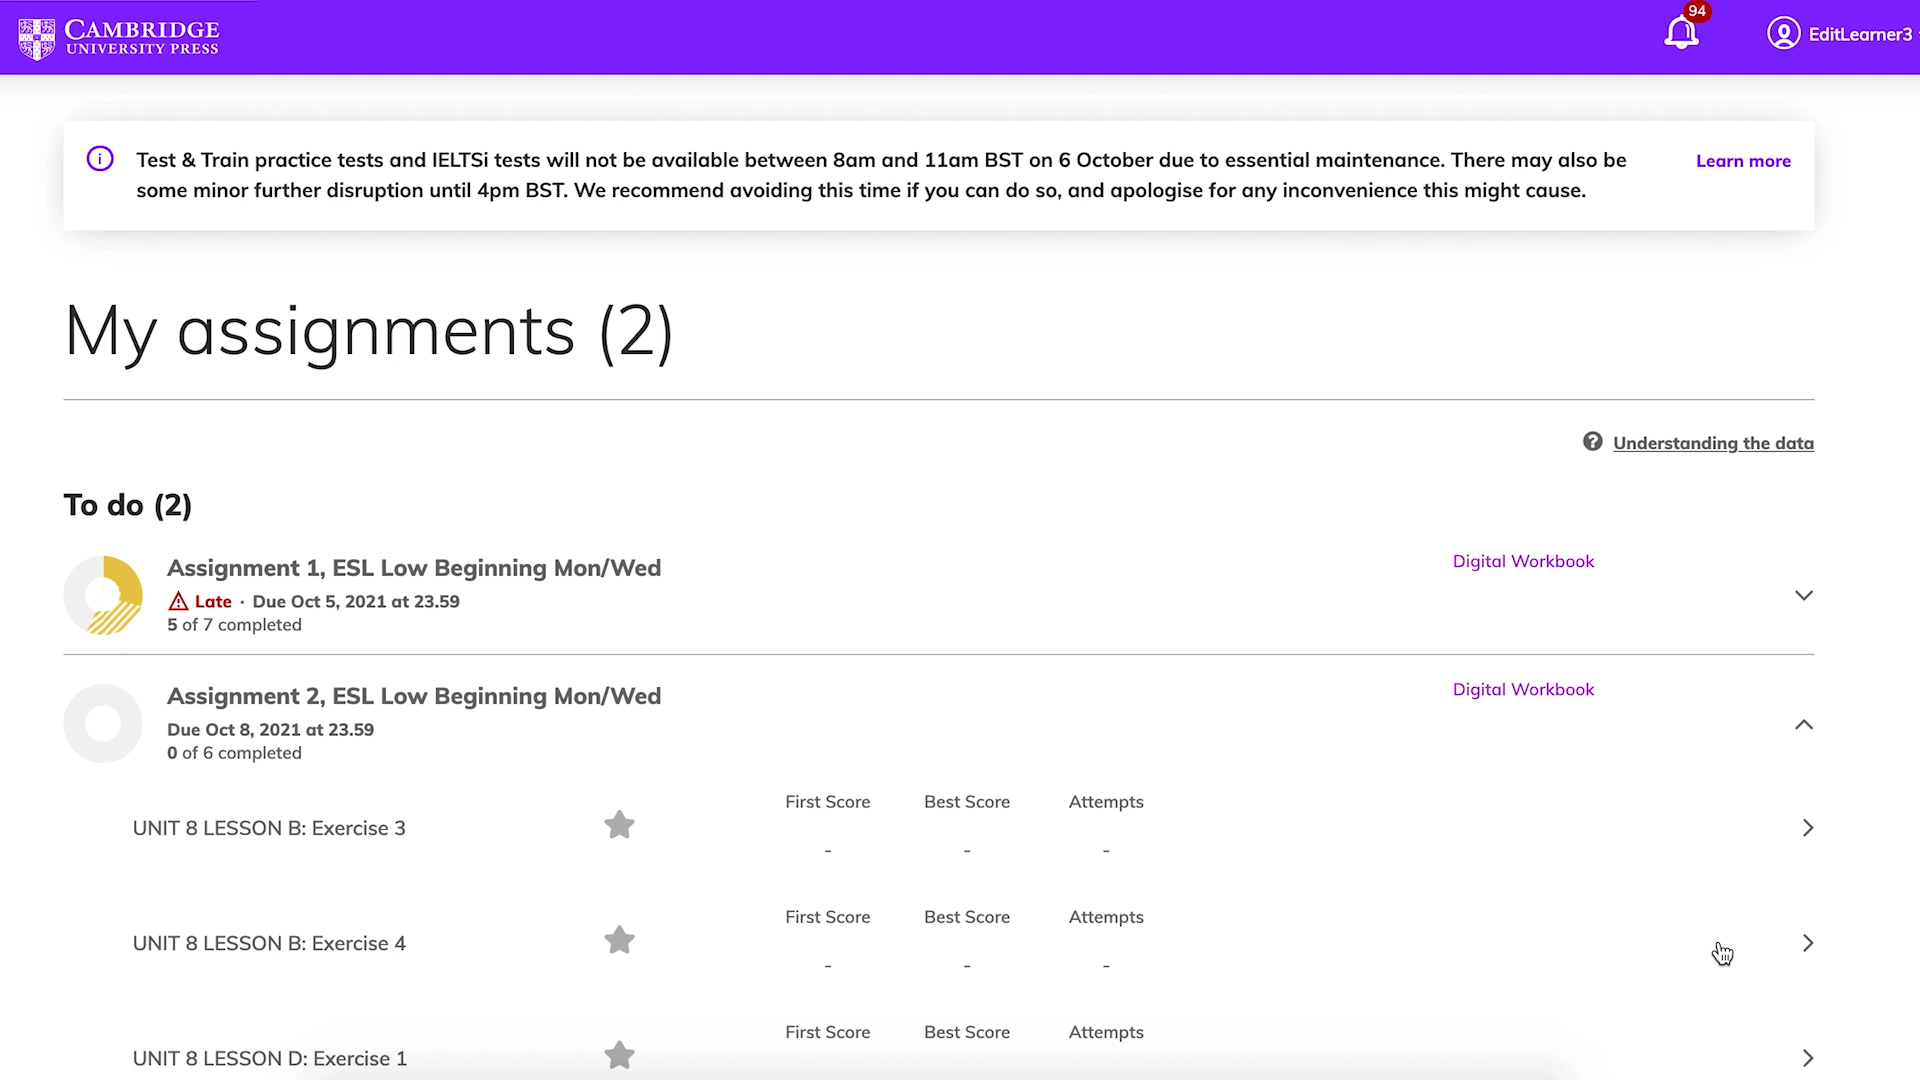 CAMBRIDGE
UNIVERSITY PRESS
94
EditLearner3
Test & Train practice tests and IELTSi tests will not be available between 8am and 11am BST on 6 October due to essential maintenance. There may also be
some minor further disruption until 4pm BST. We recommend avoiding this time if you can do so, and apologise for any inconvenience this might cause.
Learn more
My assignments (2)
Understanding the data
To do (2)
Assignment 1, ESL Low Beginning Mon/Wed
Digital Workbook
Late · Due Oct 5, 2021 at 23.59
5 of 7 completed
Assignment 2, ESL Low Beginning Mon/Wed
Digital Workbook
Due Oct 8, 2021 at 23.59
0 of 6 completed
First Score Best Score Attempts
UNIT 8 LESSON B: Exercise 3
- - -
First Score Best Score Attempts
UNIT 8 LESSON B: Exercise 4
- - -
First Score Best Score Attempts
UNIT 8 LESSON D: Exercise 1